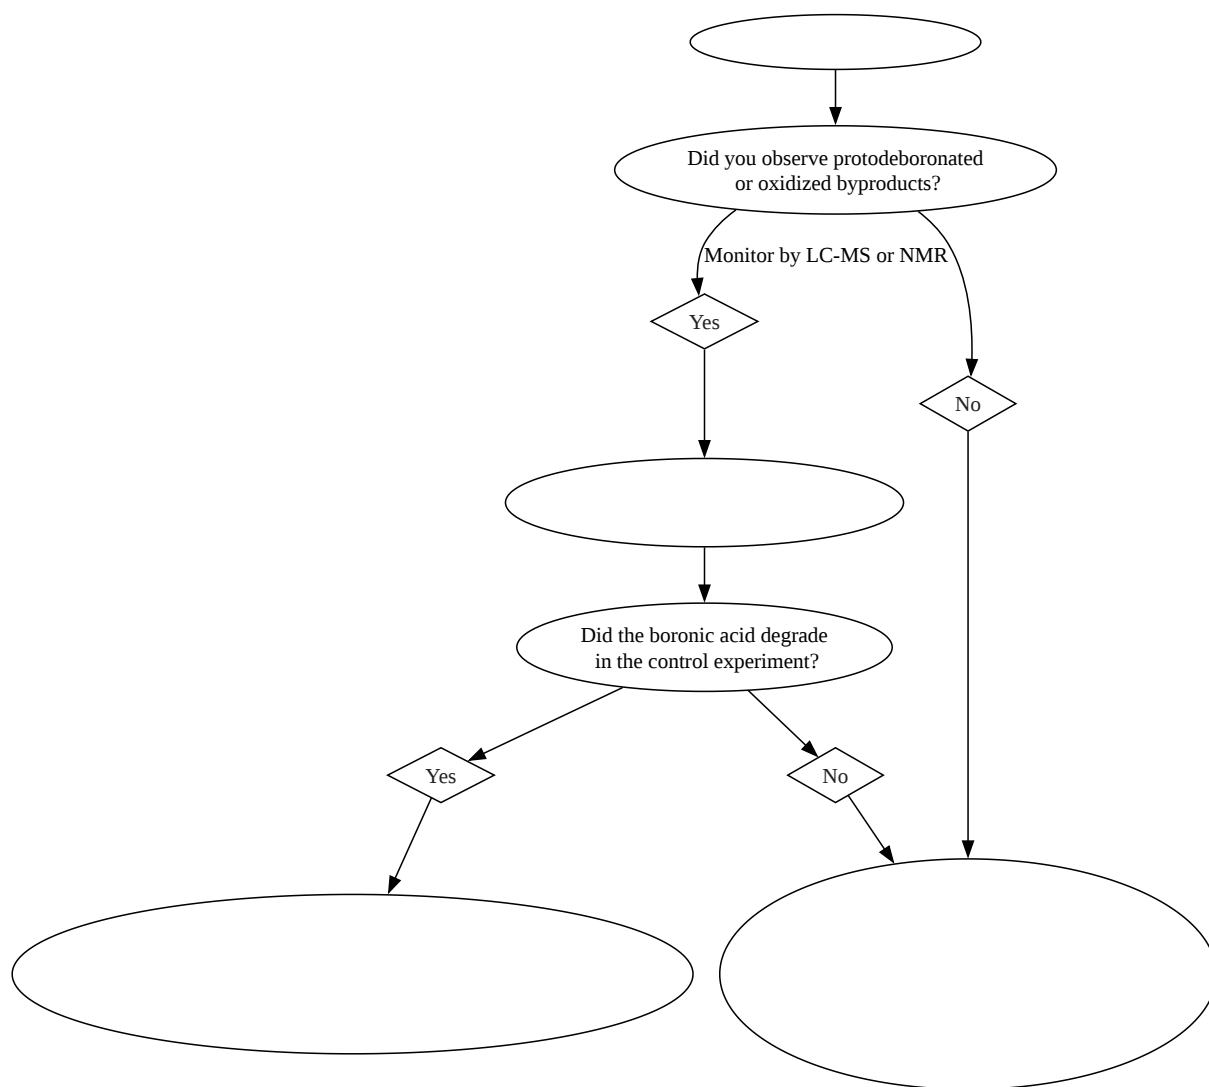 Did you observe protodeboronated
or oxidized byproducts?
Monitor by LC-MS or NMR
Yes
No
Did the boronic acid degrade
in the control experiment?
Yes
No